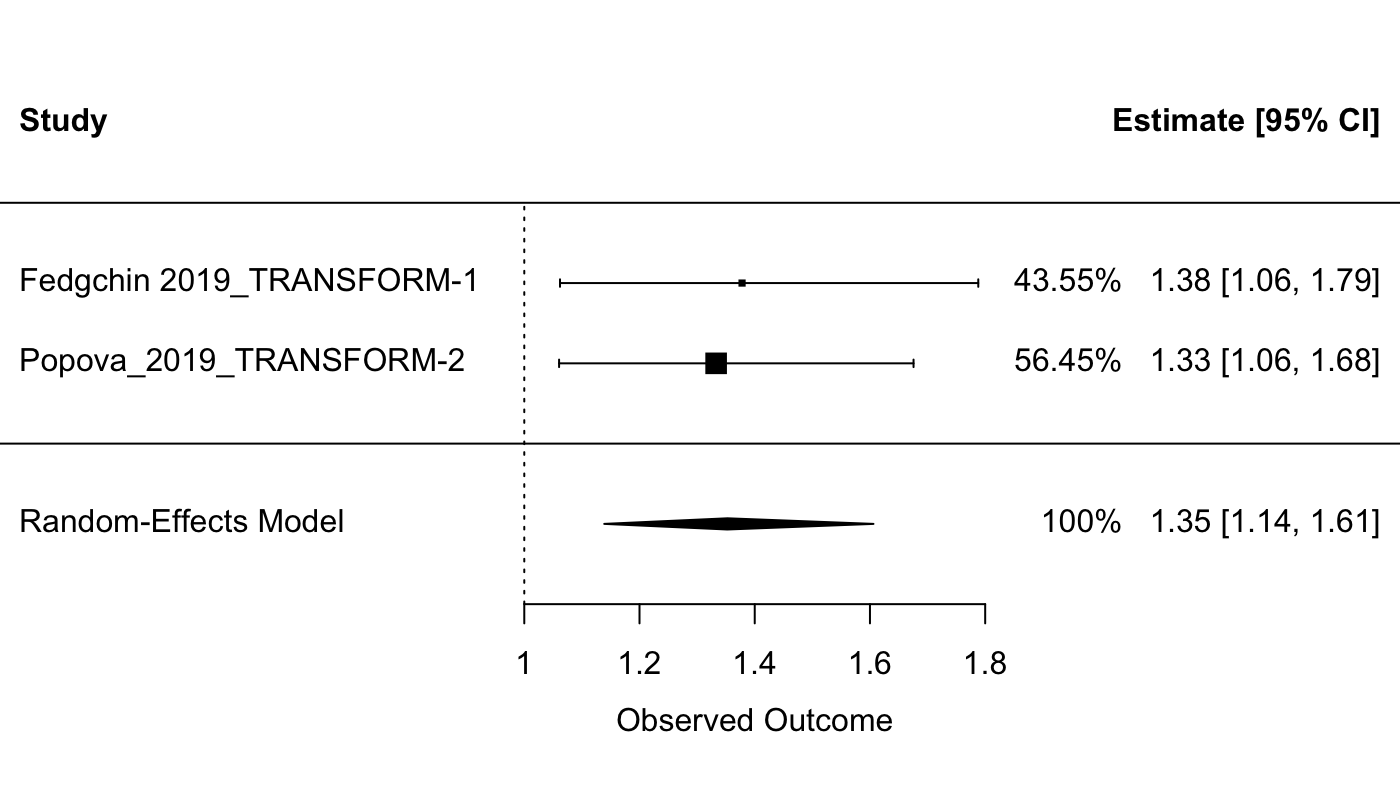 Study Estimate [95% CI]
Fedgchin 2019_TRANSFORM-1 43.55% 1.38 [1.06, 1.79]
Popova_2019_TRANSFORM-2 56.45% 1.33 [1.06, 1.68]
Random-Effects Model 100% 1.35 [1.14, 1.61]
1 1.2 1.4 1.6 1.8
Observed Outcome